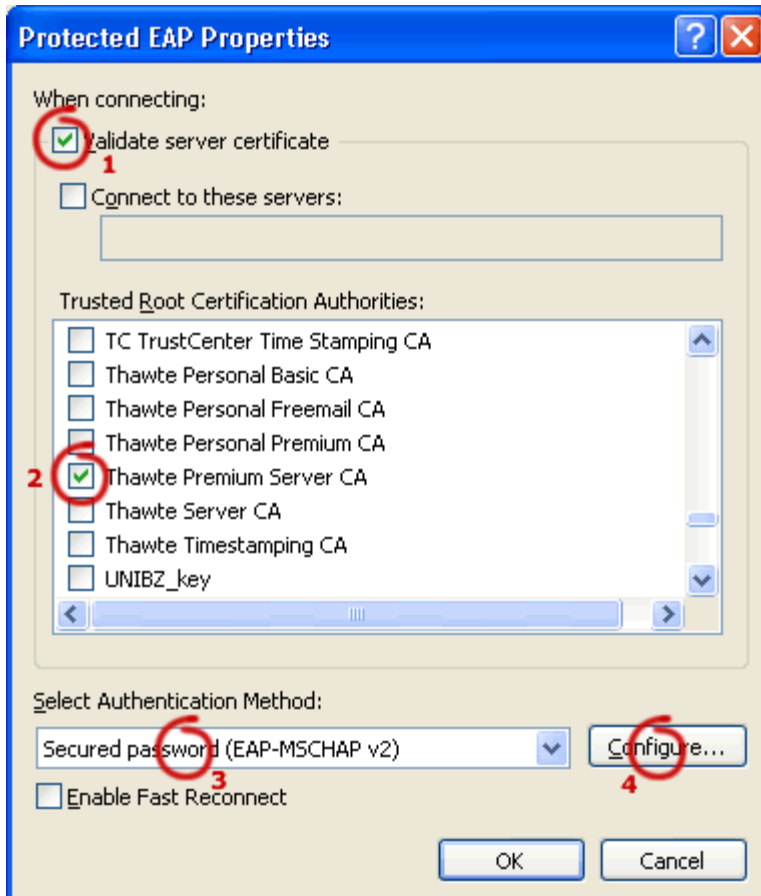 Protected EAP Properties
When connecting:
Validate server certificate
1
Connect to these servers:
Trusted Root Certification Authorities:
TC TrustCenter Time Stamping CA
Thawte Personal Basic CA
Thawte Personal Freemail CA
Thawte Personal Premium CA
2 Thawte Premium Server CA
Thawte Server CA
Thawte Timestamping CA
UNIBZ_key
Select Authentication Method:
Secured password (EAP-MSCHAP v2) Configure...
3 4
Enable Fast Reconnect
OK Cancel